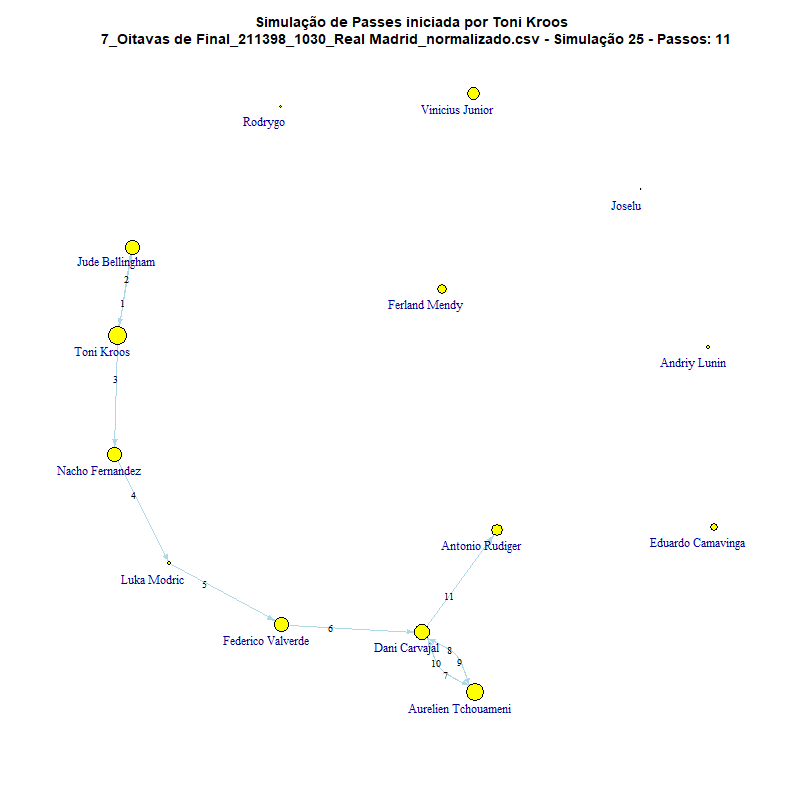 Simulação de Passes iniciada por Toni Kroos
7_Oitavas de Final_211398_1030_Real Madrid_normalizado.csv - Simulação 25 - Passos: 11
Vinicius Junior
Rodrygo
Joselu
Jude Bellingham
2
1
Ferland Mendy
Toni Kroos
Andriy Lunin
3
Nacho Fernandez
4
Antonio Rudiger
Eduardo Camavinga
Luka Modric
5
11
6
Federico Valverde
Dani Carvajal
8
10
9
7
Aurelien Tchouameni